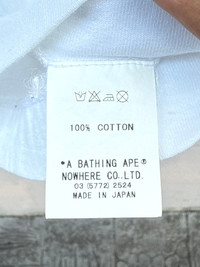 100% COTTON
*A BATHING APE®
NOWHERE CO.,LTD.
03 (5772) 2524
MADE IN JAPAN